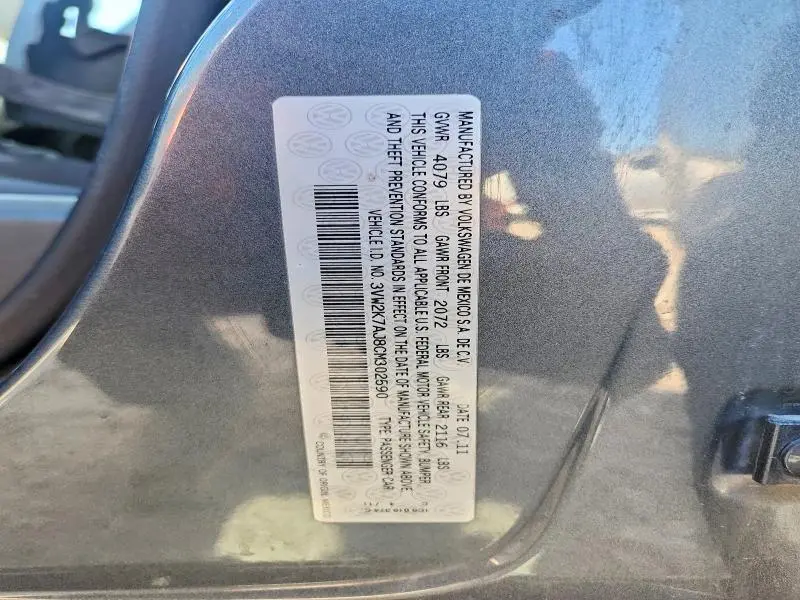 MANUFACTURED BY VOLKSWAGEN DE MEXICO S.A. DE C.V. DATE 07.11
GVWR 4079 LBS GAWR FRONT 2072 LBS GAWR REAR 2116 LBS
THIS VEHICLE CONFORMS TO ALL APPLICABLE U.S. FEDERAL MOTOR VEHICLE SAFETY, BUMPER,
AND THEFT PREVENTION STANDARDS IN EFFECT ON THE DATE OF MANUFACTURE SHOWN ABOVE.
VEHICLE I.D. NO. 3VW2K7AJ8CM302590 TYPE: PASSENGER CAR
COUNTRY OF ORIGIN: MEXICO